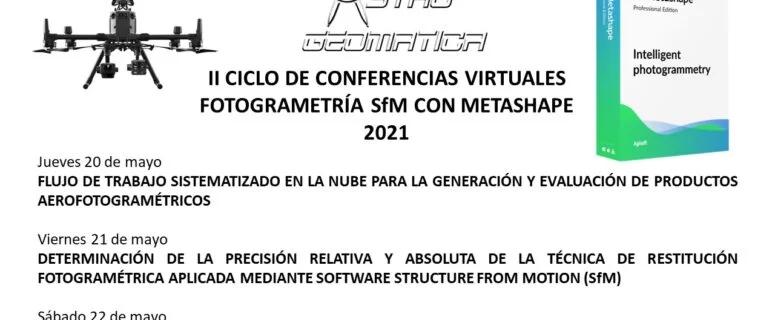 GEOMATICA
II CICLO DE CONFERENCIAS VIRTUALES
FOTOGRAMETRÍA SfM CON METASHAPE
2021
Metashape
Professional Edition
Intelligent
photogrammetry
Agisoft
Jueves 20 de mayo
FLUJO DE TRABAJO SISTEMATIZADO EN LA NUBE PARA LA GENERACIÓN Y EVALUACIÓN DE PRODUCTOS
AEROFOTOGRAMÉTRICOS
Viernes 21 de mayo
DETERMINACIÓN DE LA PRECISIÓN RELATIVA Y ABSOLUTA DE LA TÉCNICA DE RESTITUCIÓN
FOTOGRAMÉTRICA APLICADA MEDIANTE SOFTWARE STRUCTURE FROM MOTION (SfM)
Sábado 22 de mayo